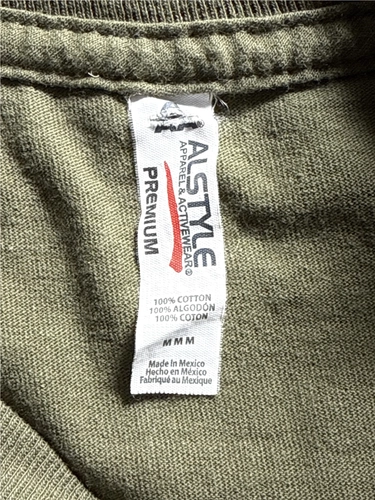 ALSTYLE
APPAREL & ACTIVEWEAR®
PREMIUM
100% COTTON
100% ALGODÓN
100% COTON
M M M
Made In Mexico
Hecho en México
Fabriqué au Mexique